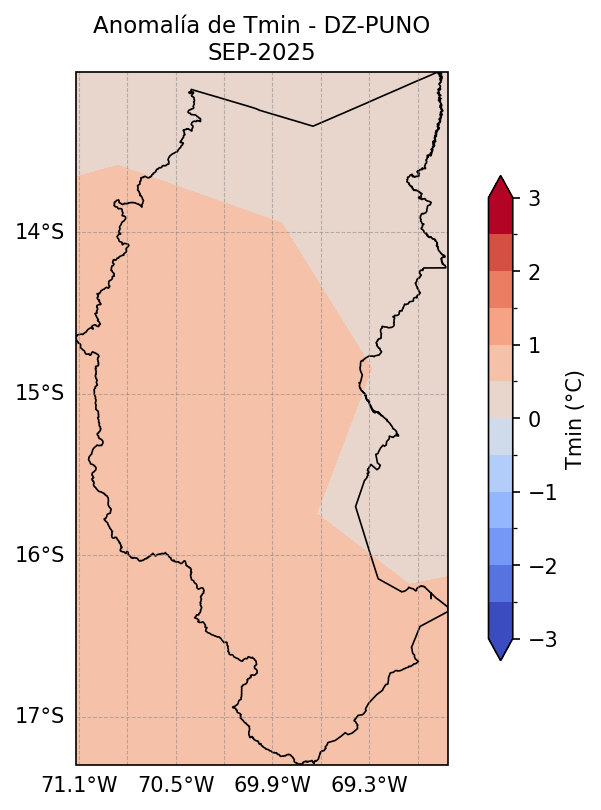 Anomalía de Tmin - DZ-PUNO
SEP-2025
14°S
15°S
16°S
17°S
71.1°W 70.5°W 69.9°W 69.3°W
3
2
1
0
−1
−2
−3
Tmin (°C)